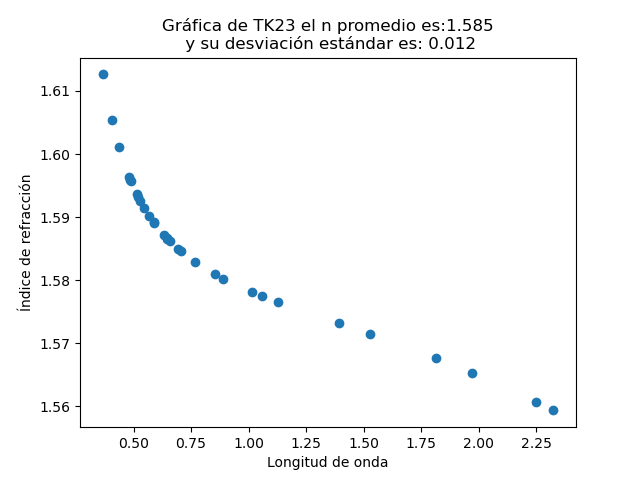 Gráfica de TK23 el n promedio es:1.585
y su desviación estándar es: 0.012
1.61
1.60
1.59
1.58
1.57
1.56
Índice de refracción
0.50 0.75 1.00 1.25 1.50 1.75 2.00 2.25
Longitud de onda